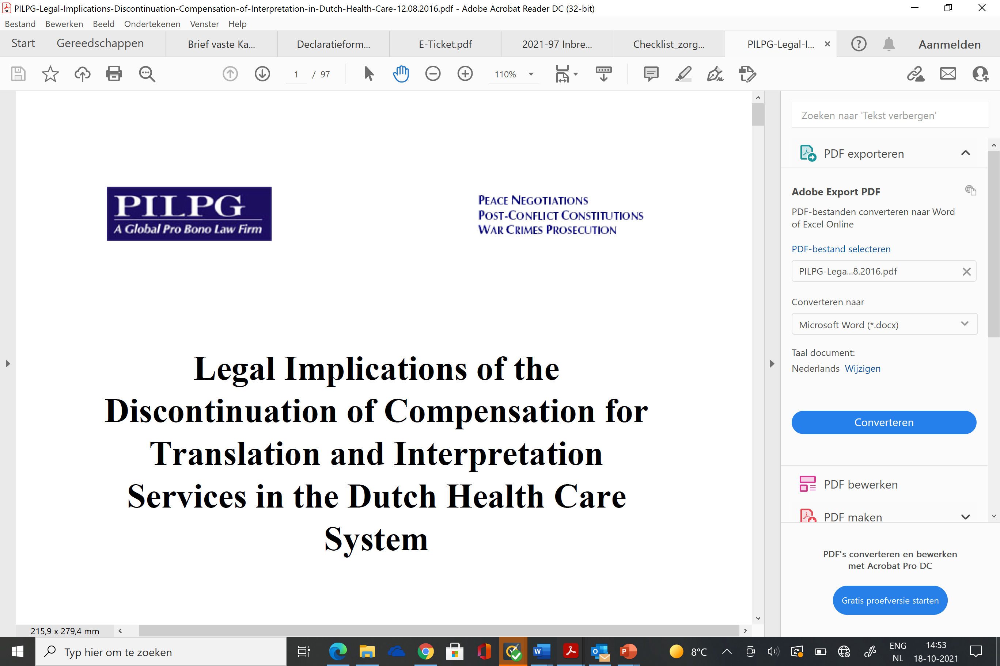 PILPG-Legal-Implications-Discontinuation-Compensation-of-Interpretation-in-Dutch-Health-Care-12.08.2016.pdf - Adobe Acrobat Reader DC (32-bit)
Bestand Bewerken Beeld Ondertekenen Venster Help
Start Gereedschappen Brief vaste Ka... Declaratieform... E-Ticket.pdf 2021-97 Inbre... Checklist_zorg... PILPG-Legal-I... Aanmelden
1 / 97 110%
PILPG
A Global Pro Bono Law Firm
PEACE NEGOTIATIONS
POST-CONFLICT CONSTITUTIONS
WAR CRIMES PROSECUTION
Legal Implications of the
Discontinuation of Compensation for
Translation and Interpretation
Services in the Dutch Health Care
System
215,9 x 279,4 mm
Zoeken naar 'Tekst verbergen'
PDF exporteren
Adobe Export PDF
PDF-bestanden converteren naar Word
of Excel Online
PDF-bestand selecteren
PILPG-Lega...8.2016.pdf
Converteren naar
Microsoft Word (*.docx)
Taal document:
Nederlands Wijzigen
Converteren
PDF bewerken
PDF maken
PDF's converteren en bewerken
met Acrobat Pro DC
Gratis proefversie starten
Typ hier om te zoeken
8°C
ENG
NL
14:53
18-10-2021